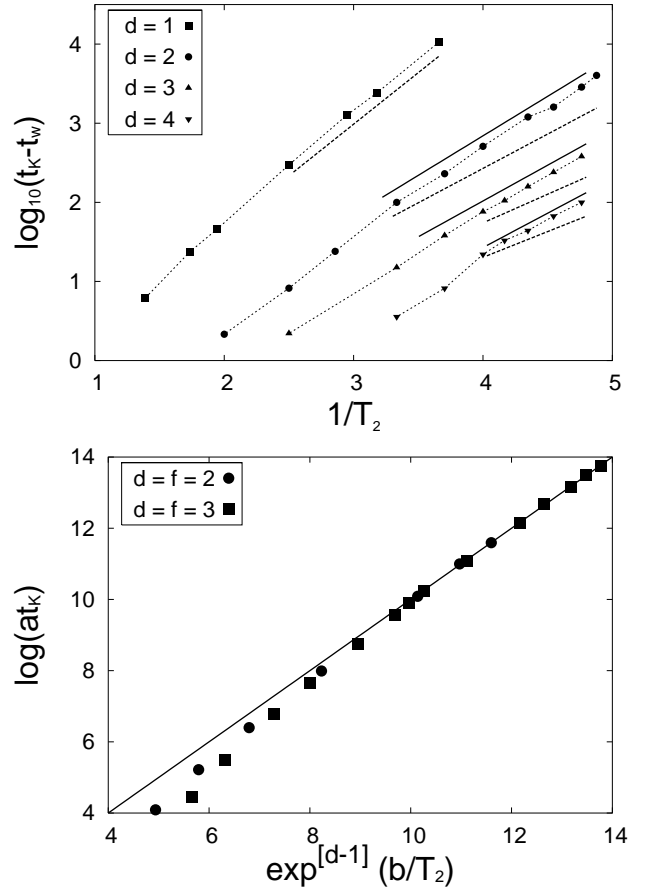 d = 1
d = 2
d = 3
d = 4
4
3
2
1
0
log₁₀(tK-tw)
1 2 3 4 5
1/T₂
d = f = 2
d = f = 3
14
12
10
8
6
4
log(atK)
4 6 8 10 12 14
exp[d-1] (b/T₂)